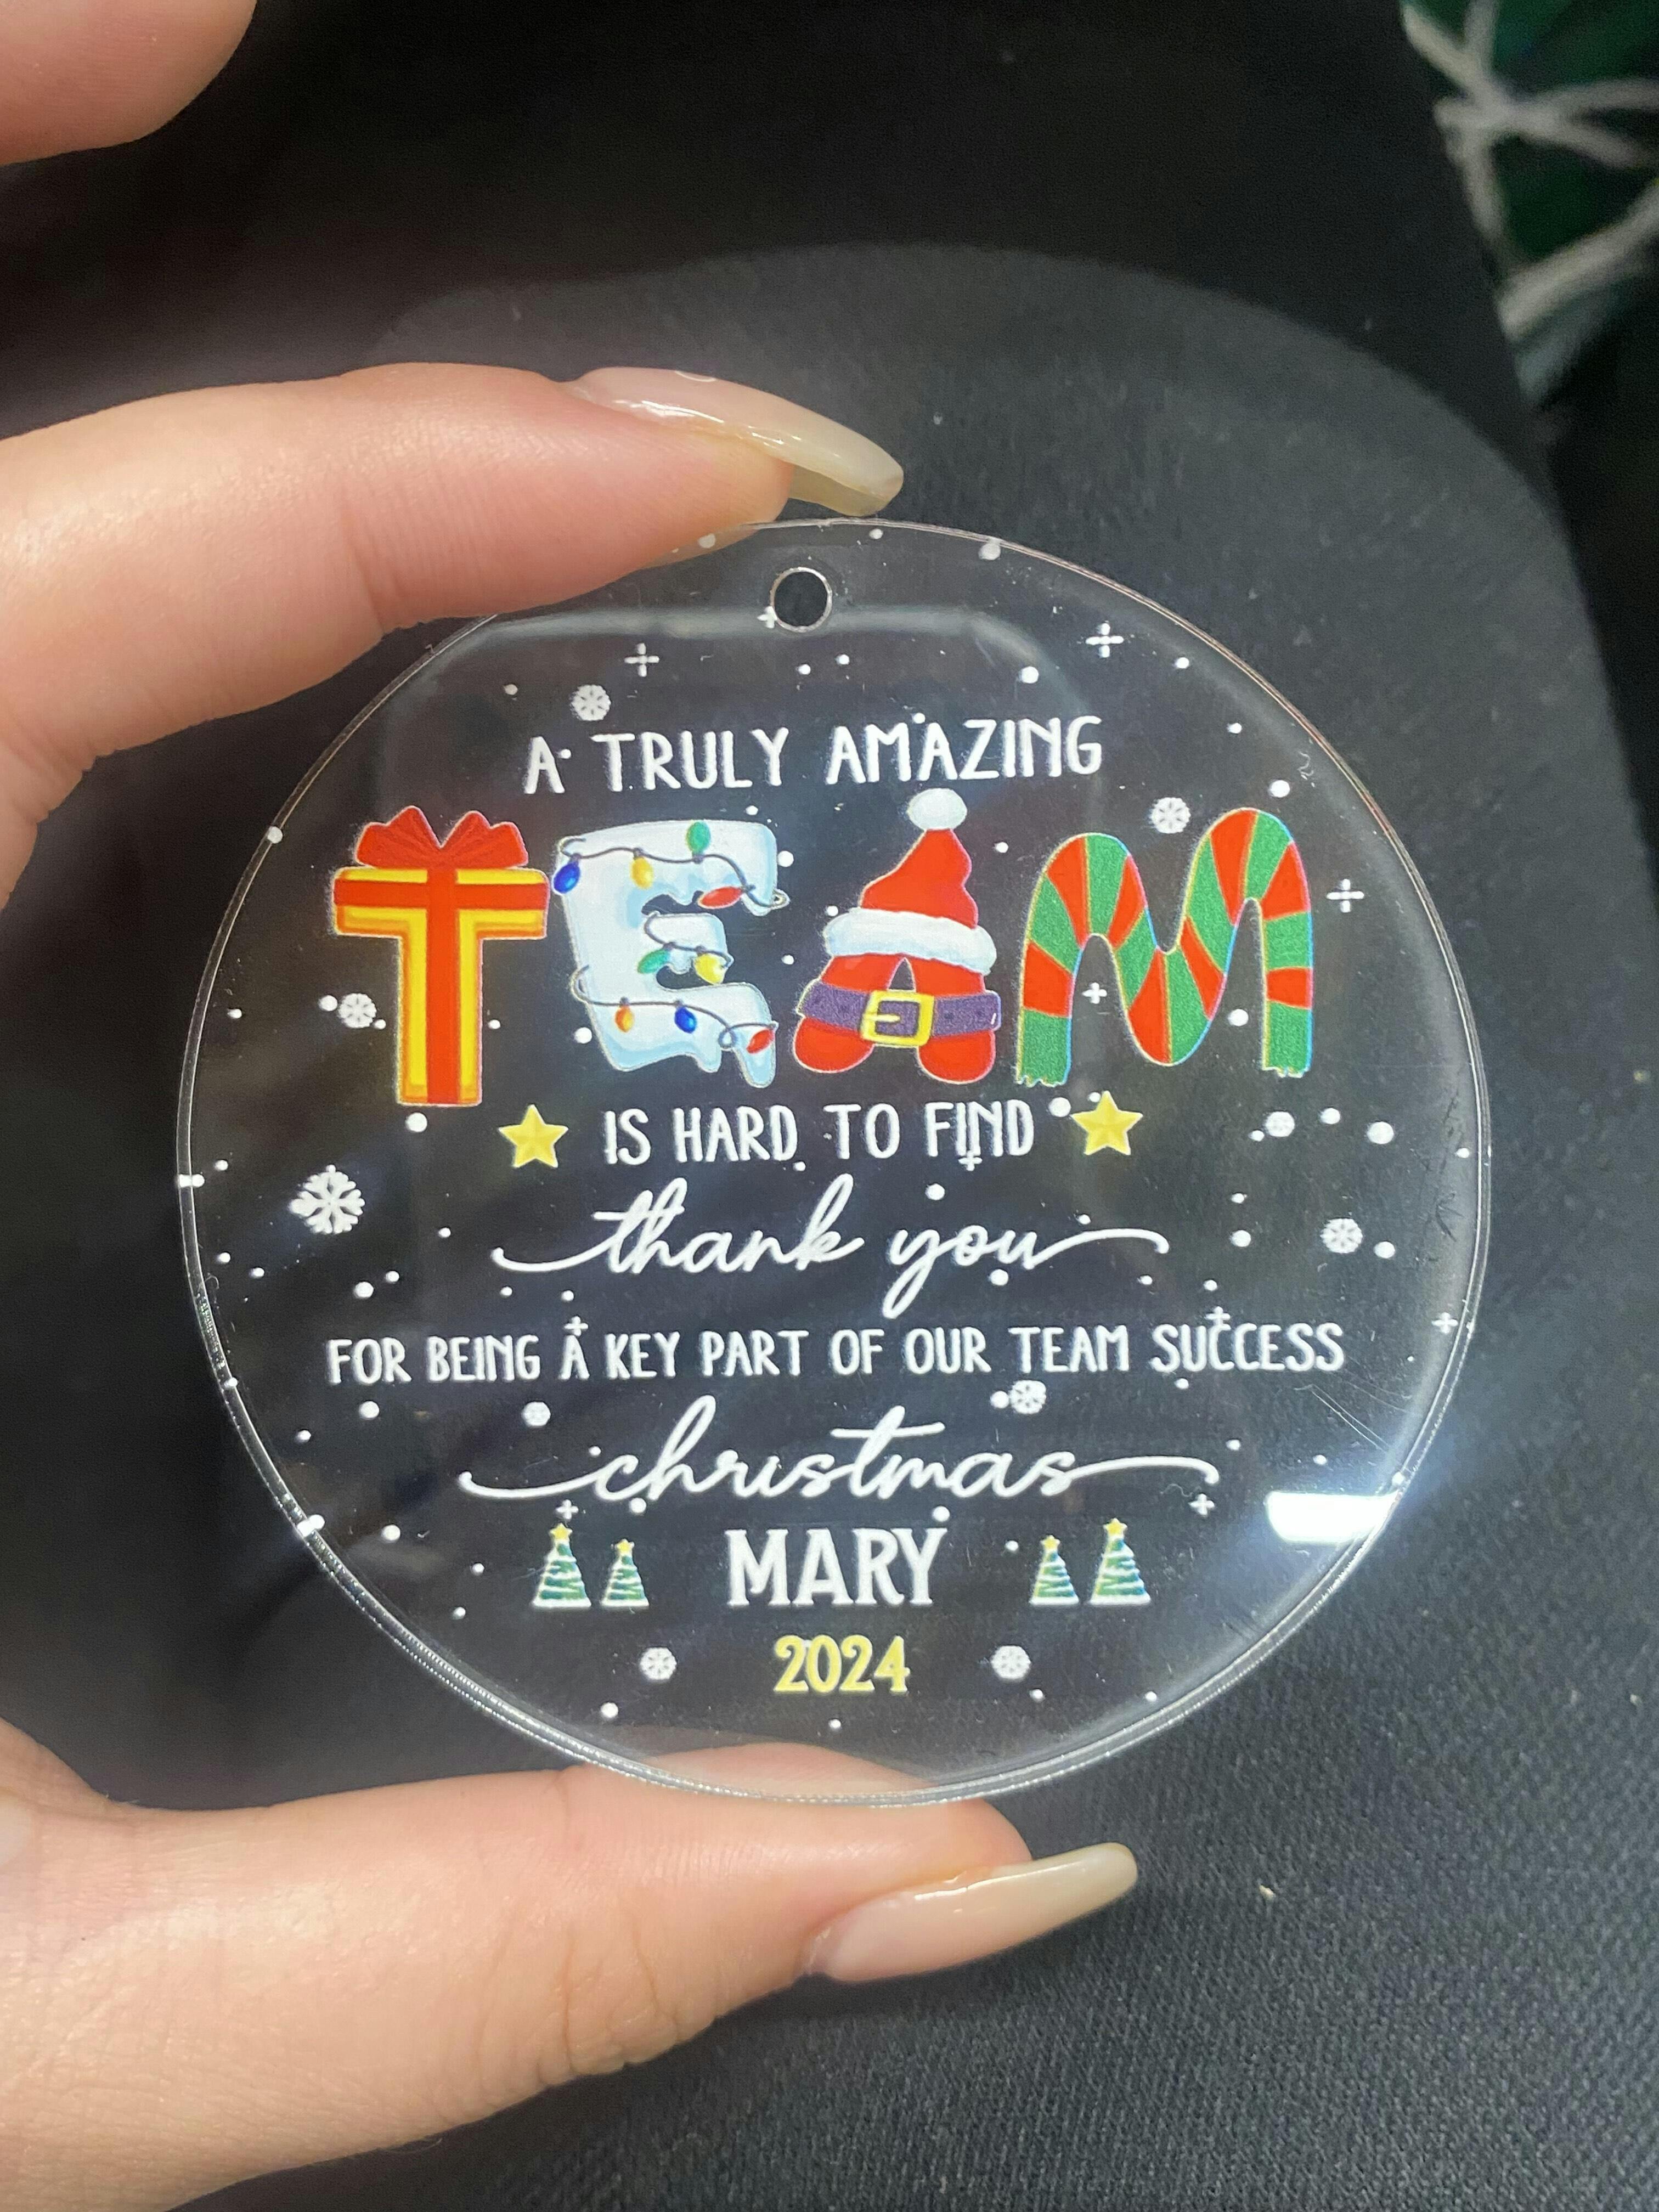 A TRULY AMAZING
TEAM
IS HARD TO FIND
thank you
FOR BEING A KEY PART OF OUR TEAM SUCCESS
christmas
MARY
2024